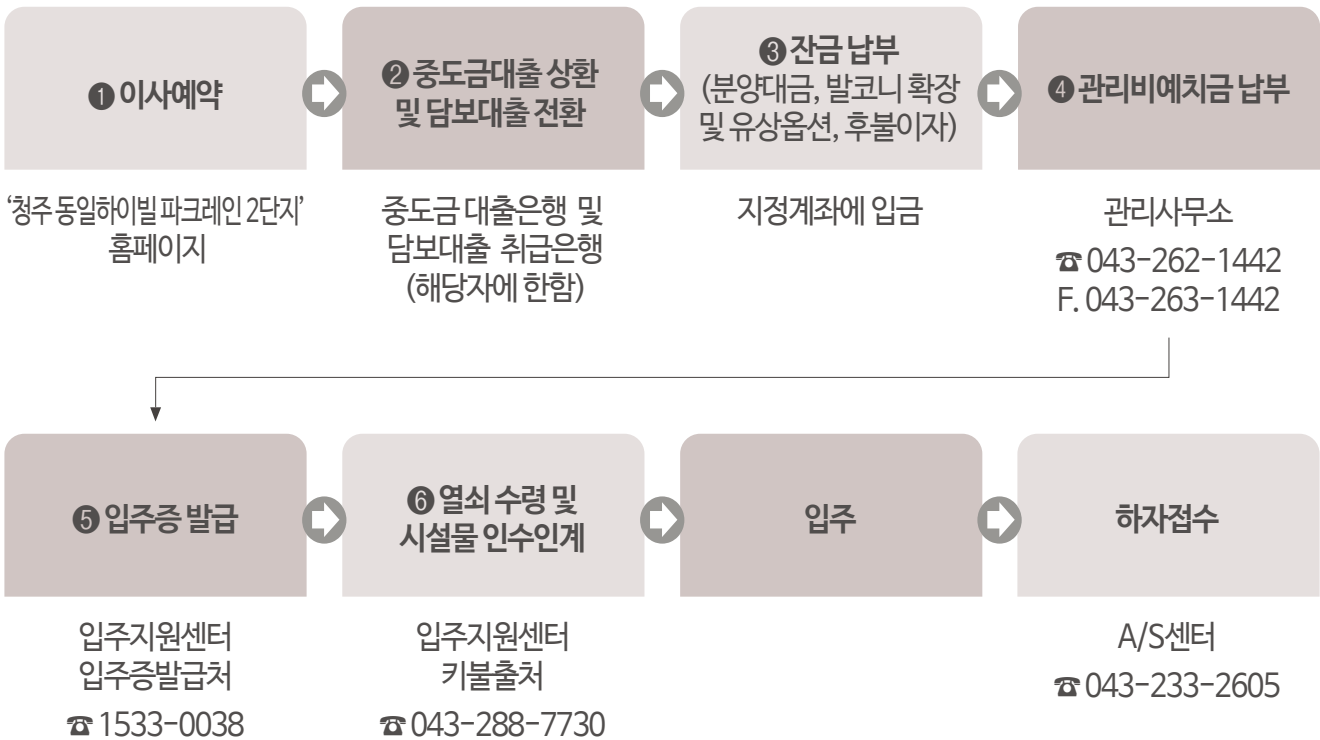 ❶ 이사예약
❷ 중도금대출 상환
및 담보대출 전환
❸ 잔금 납부
(분양대금, 발코니 확장
및 유상옵션, 후불이자)
❹ 관리비예치금 납부
‘청주 동일하이빌 파크레인 2단지’
홈페이지
중도금 대출은행 및
담보대출 취급은행
(해당자에 한함)
지정계좌에 입금
관리사무소
☎ 043-262-1442
F. 043-263-1442
❺ 입주증 발급
❻ 열쇠 수령 및
시설물 인수인계
입주
하자접수
입주지원센터
입주증발급처
☎ 1533-0038
입주지원센터
키불출처
☎ 043-288-7730
A/S센터
☎ 043-233-2605